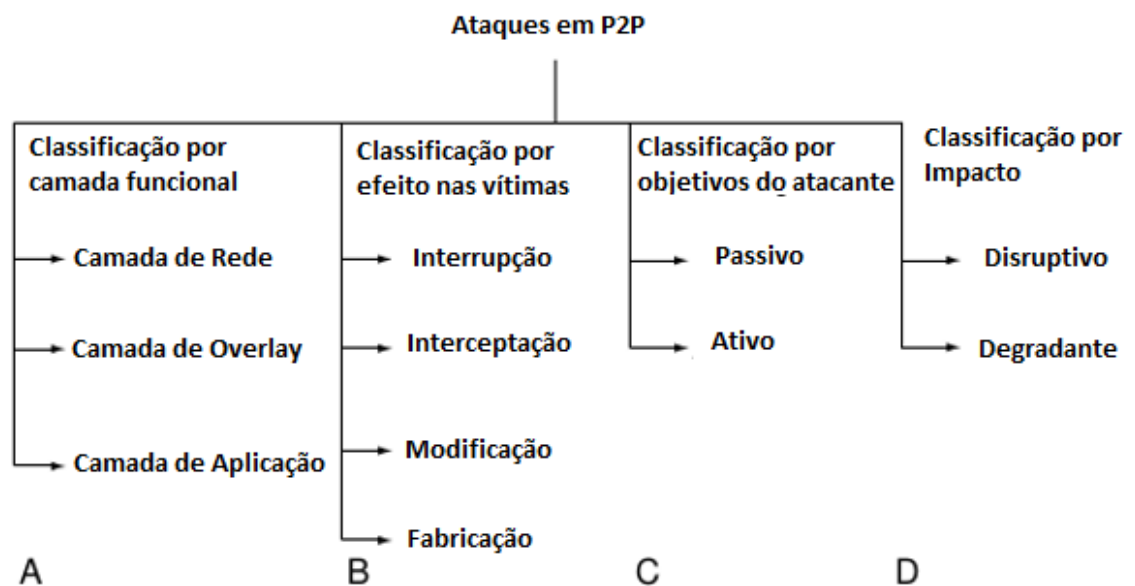 Ataques em P2P
Classificação por
camada funcional
Camada de Rede
Camada de Overlay
Camada de Aplicação
A
Classificação por
efeito nas vítimas
Interrupção
Interceptação
Modificação
Fabricação
B
Classificação por
objetivos do atacante
Passivo
Ativo
C
Classificação por
Impacto
Disruptivo
Degradante
D